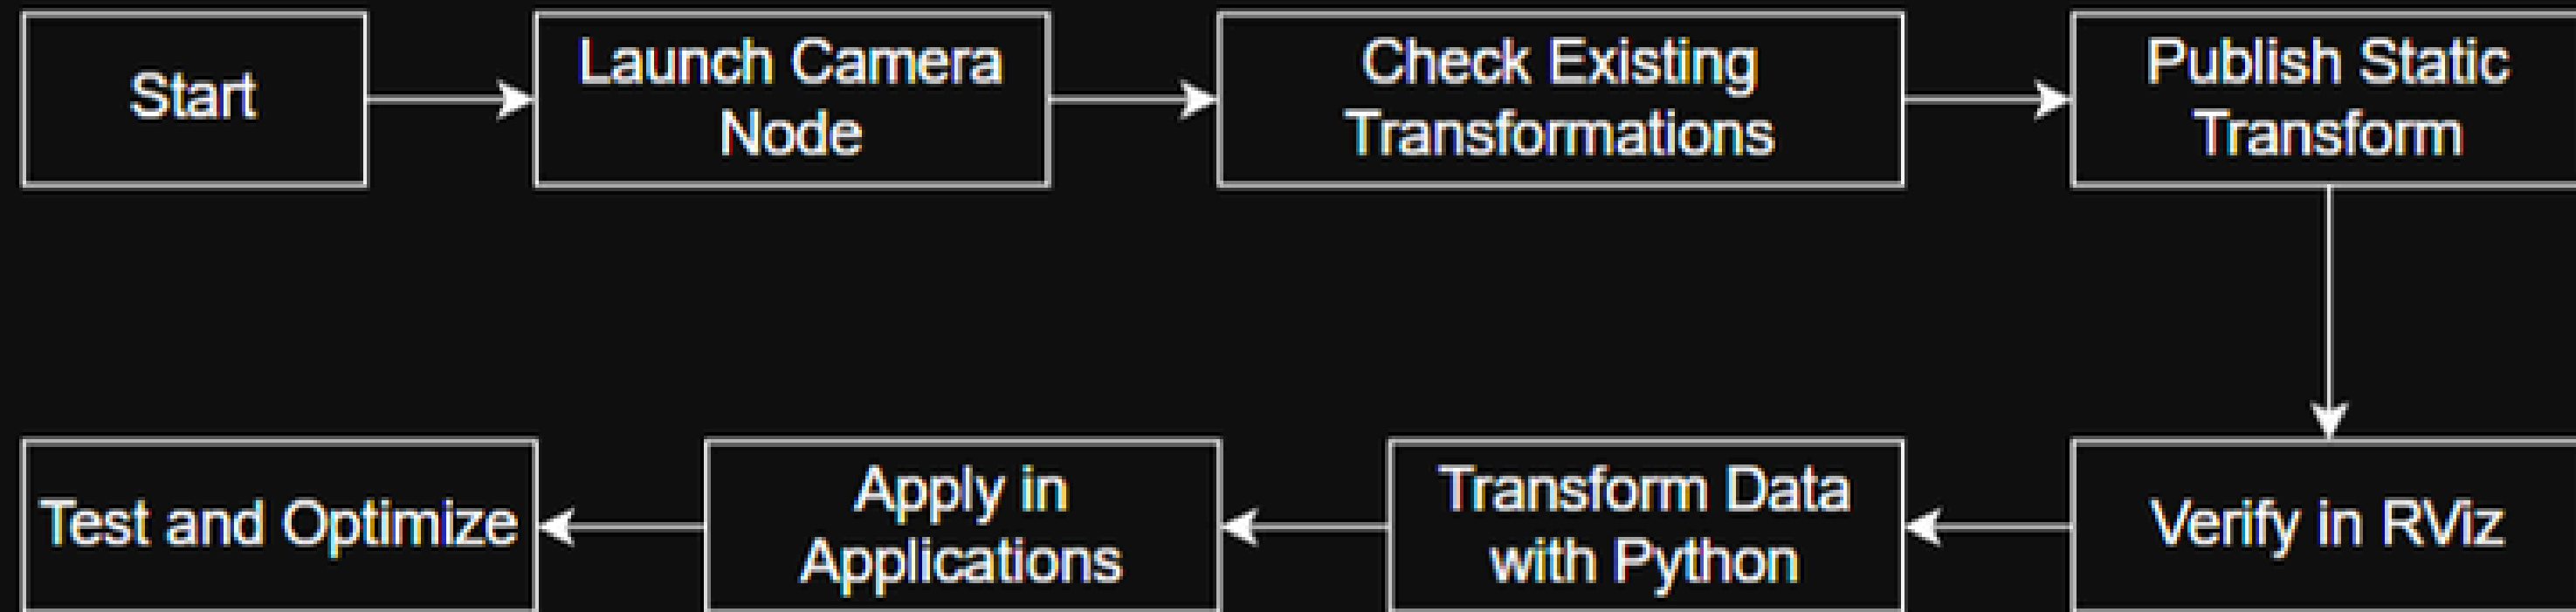 Start
Launch Camera
Node
Check Existing
Transformations
Publish Static
Transform
Verify in RViz
Transform Data
with Python
Apply in
Applications
Test and Optimize